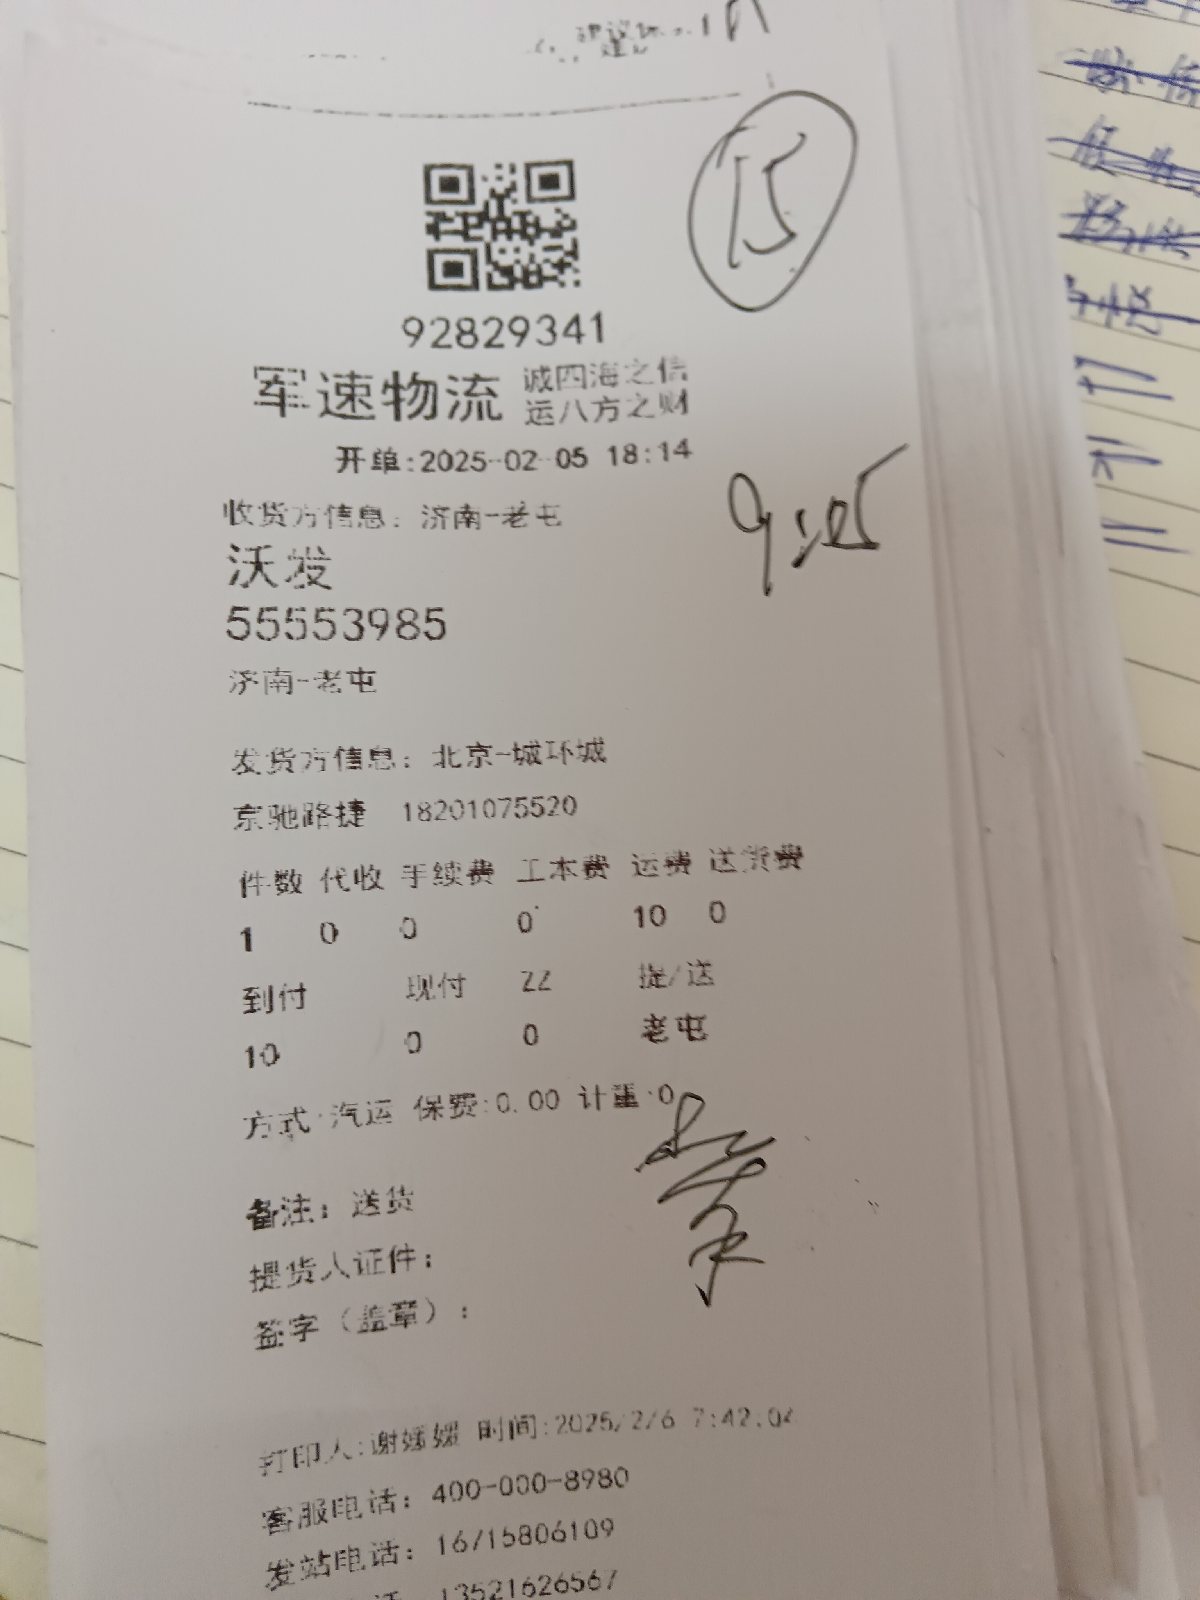 15
92829341
军速物流 诚四海之信
运八方之财
开单:2025-02-05 18:14
收货方信息: 济南-老屯
9:05
沃发
55553985
济南-老屯
发货方信息: 北京-城环城
京驰路捷 18201075520
件数 代收 手续费 工本费 运费 送货费
1 0 0 0 10 0
到付 现付 ZZ 提/送
10 0 0 老屯
方式:汽运 保费:0.00 计重:0
备注: 送货
提货人证件:
签字（盖章）:
打印人:谢媛媛 时间:2025/2/6 7:42:04
客服电话: 400-000-8980
发站电话: 16715806109
13521626567